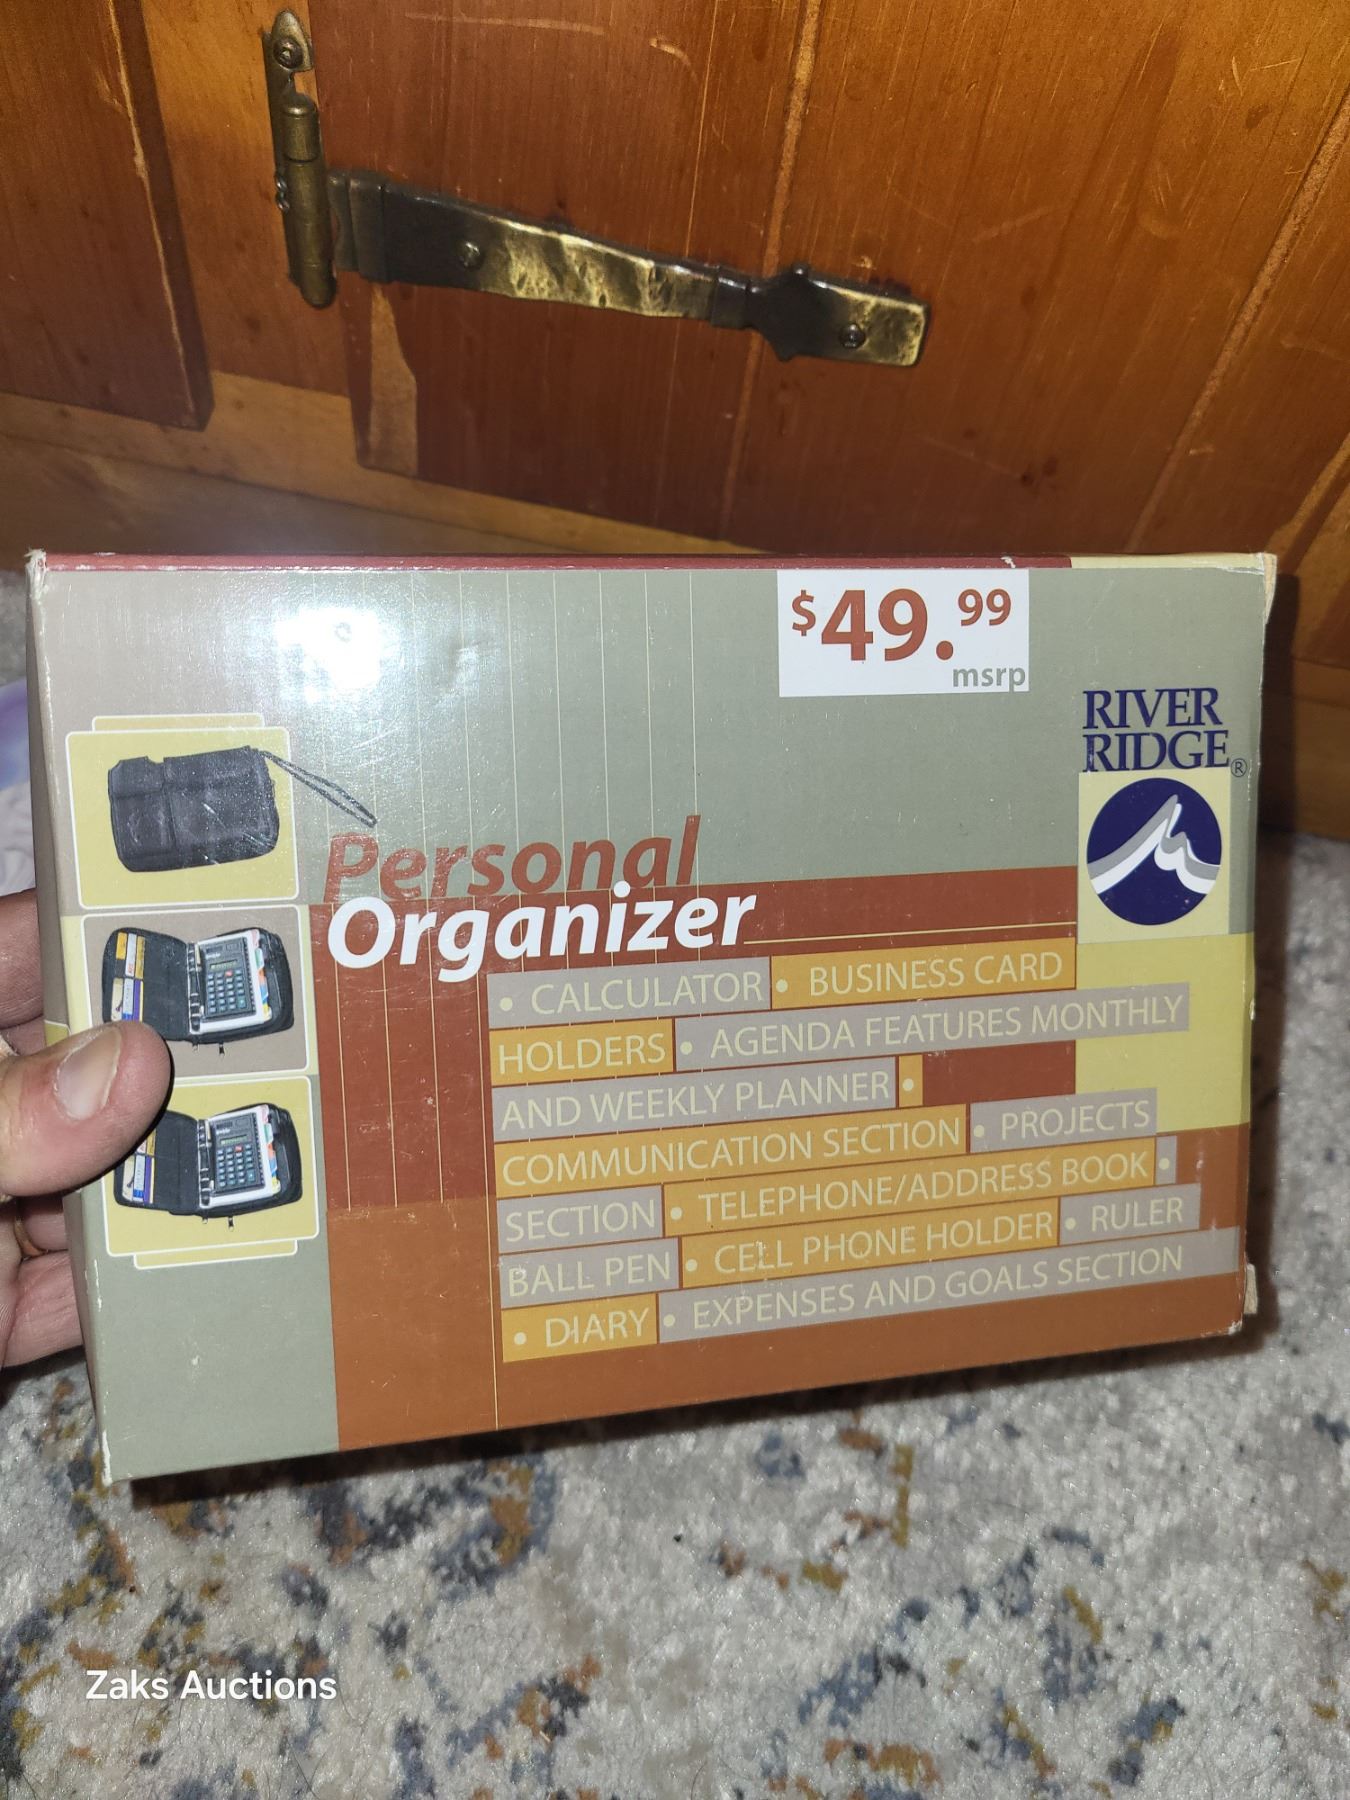 $49.99
msrp
RIVER
RIDGE®
Personal
Organizer
• CALCULATOR • BUSINESS CARD
HOLDERS • AGENDA FEATURES MONTHLY
AND WEEKLY PLANNER •
COMMUNICATION SECTION • PROJECTS
SECTION • TELEPHONE/ADDRESS BOOK •
BALL PEN • CELL PHONE HOLDER • RULER
• DIARY • EXPENSES AND GOALS SECTION
Zaks Auctions